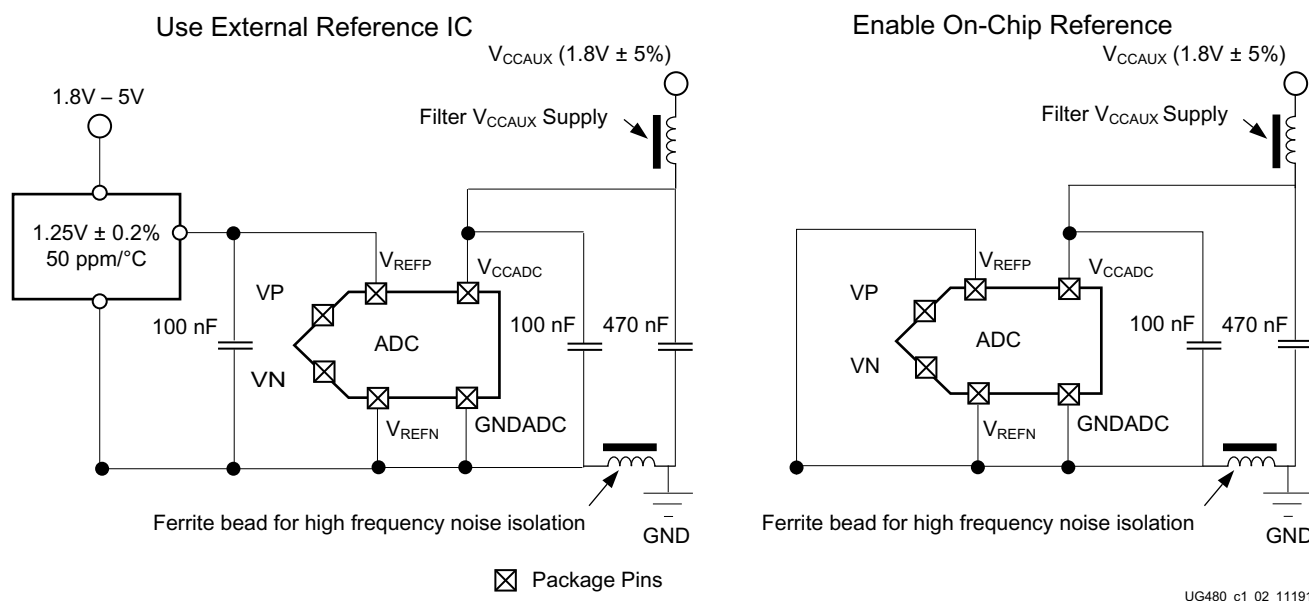 Use External Reference IC
Enable On-Chip Reference
VCCAUX (1.8V ± 5%)
VCCAUX (1.8V ± 5%)
1.8V – 5V
Filter VCCAUX Supply
Filter VCCAUX Supply
1.25V ± 0.2%
50 ppm/°C
VREFP
VCCADC
VP
100 nF
ADC
100 nF
470 nF
VN
VREFN
GNDADC
VREFP
VCCADC
VP
ADC
100 nF
470 nF
VN
VREFN
GNDADC
Ferrite bead for high frequency noise isolation
GND
Ferrite bead for high frequency noise isolation
GND
Package Pins
UG480_c1_02_11191